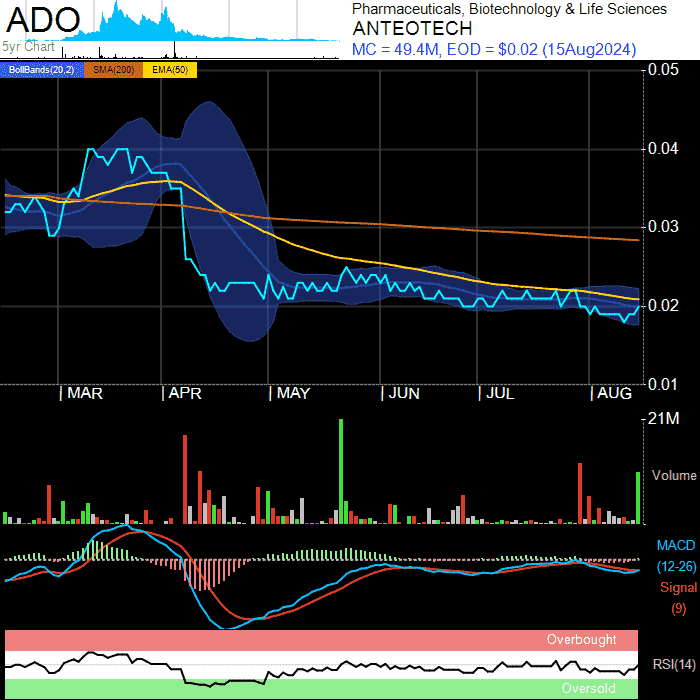 ADO
5yr Chart
Pharmaceuticals, Biotechnology & Life Sciences
ANTEOTECH
MC = 49.4M, EOD = $0.02 (15Aug2024)
BollBands(20,2) SMA(200) EMA(50)
0.05
0.04
0.03
0.02
0.01
MAR APR MAY JUN JUL AUG
21M
Volume
MACD
(12-26)
Signal
(9)
Overbought
RSI(14)
Oversold